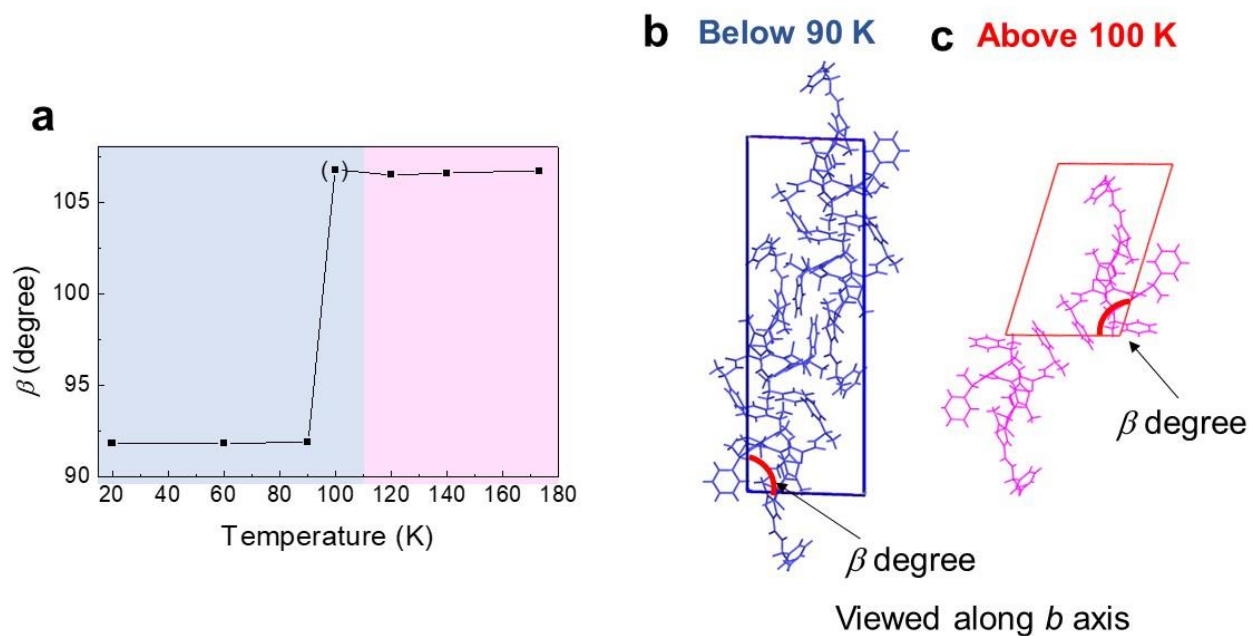 a
105
100
95
90
β (degree)
( )
20 40 60 80 100 120 140 160 180
Temperature (K)
b Below 90 K
β degree
c Above 100 K
β degree
Viewed along b axis